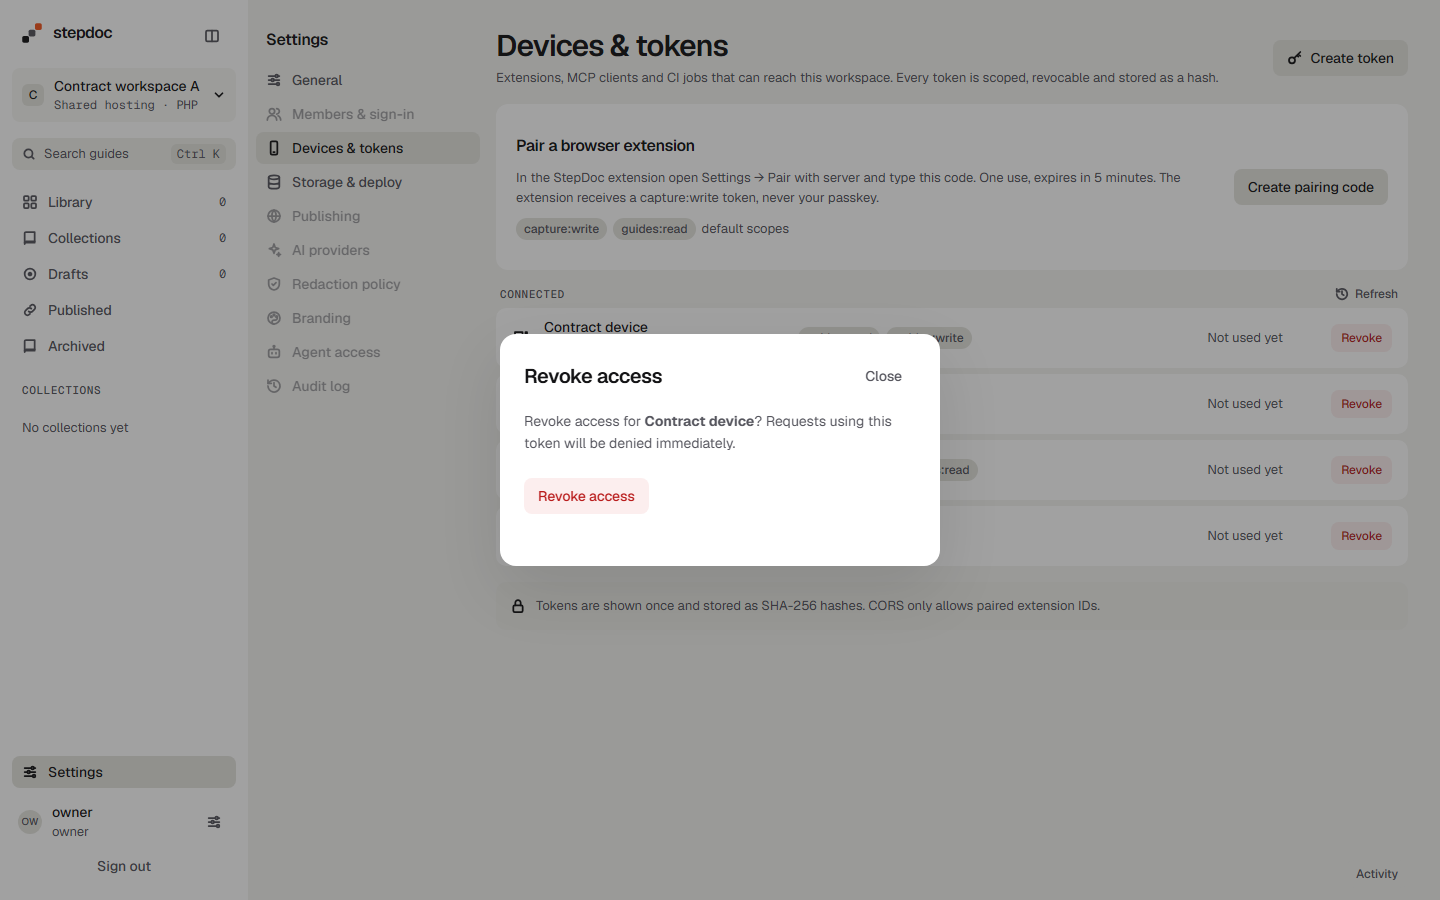 stepdoc
C
Contract workspace A
Shared hosting · PHP
Search guides
Ctrl K
Library
0
Collections
0
Drafts
0
Published
Archived
COLLECTIONS
No collections yet
Settings
OW
owner
owner
Sign out
Settings
General
Members & sign-in
Devices & tokens
Storage & deploy
Publishing
AI providers
Redaction policy
Branding
Agent access
Audit log
Devices & tokens
Extensions, MCP clients and CI jobs that can reach this workspace. Every token is scoped, revocable and stored as a hash.
Create token
Pair a browser extension
In the StepDoc extension open Settings → Pair with server and type this code. One use, expires in 5 minutes. The
extension receives a capture:write token, never your passkey.
capture:write
guides:read
default scopes
Create pairing code
CONNECTED
Refresh
Contract device
write
Not used yet
Revoke
Not used yet
Revoke
:read
Not used yet
Revoke
Not used yet
Revoke
Revoke access
Close
Revoke access for Contract device? Requests using this
token will be denied immediately.
Revoke access
Tokens are shown once and stored as SHA-256 hashes. CORS only allows paired extension IDs.
Activity